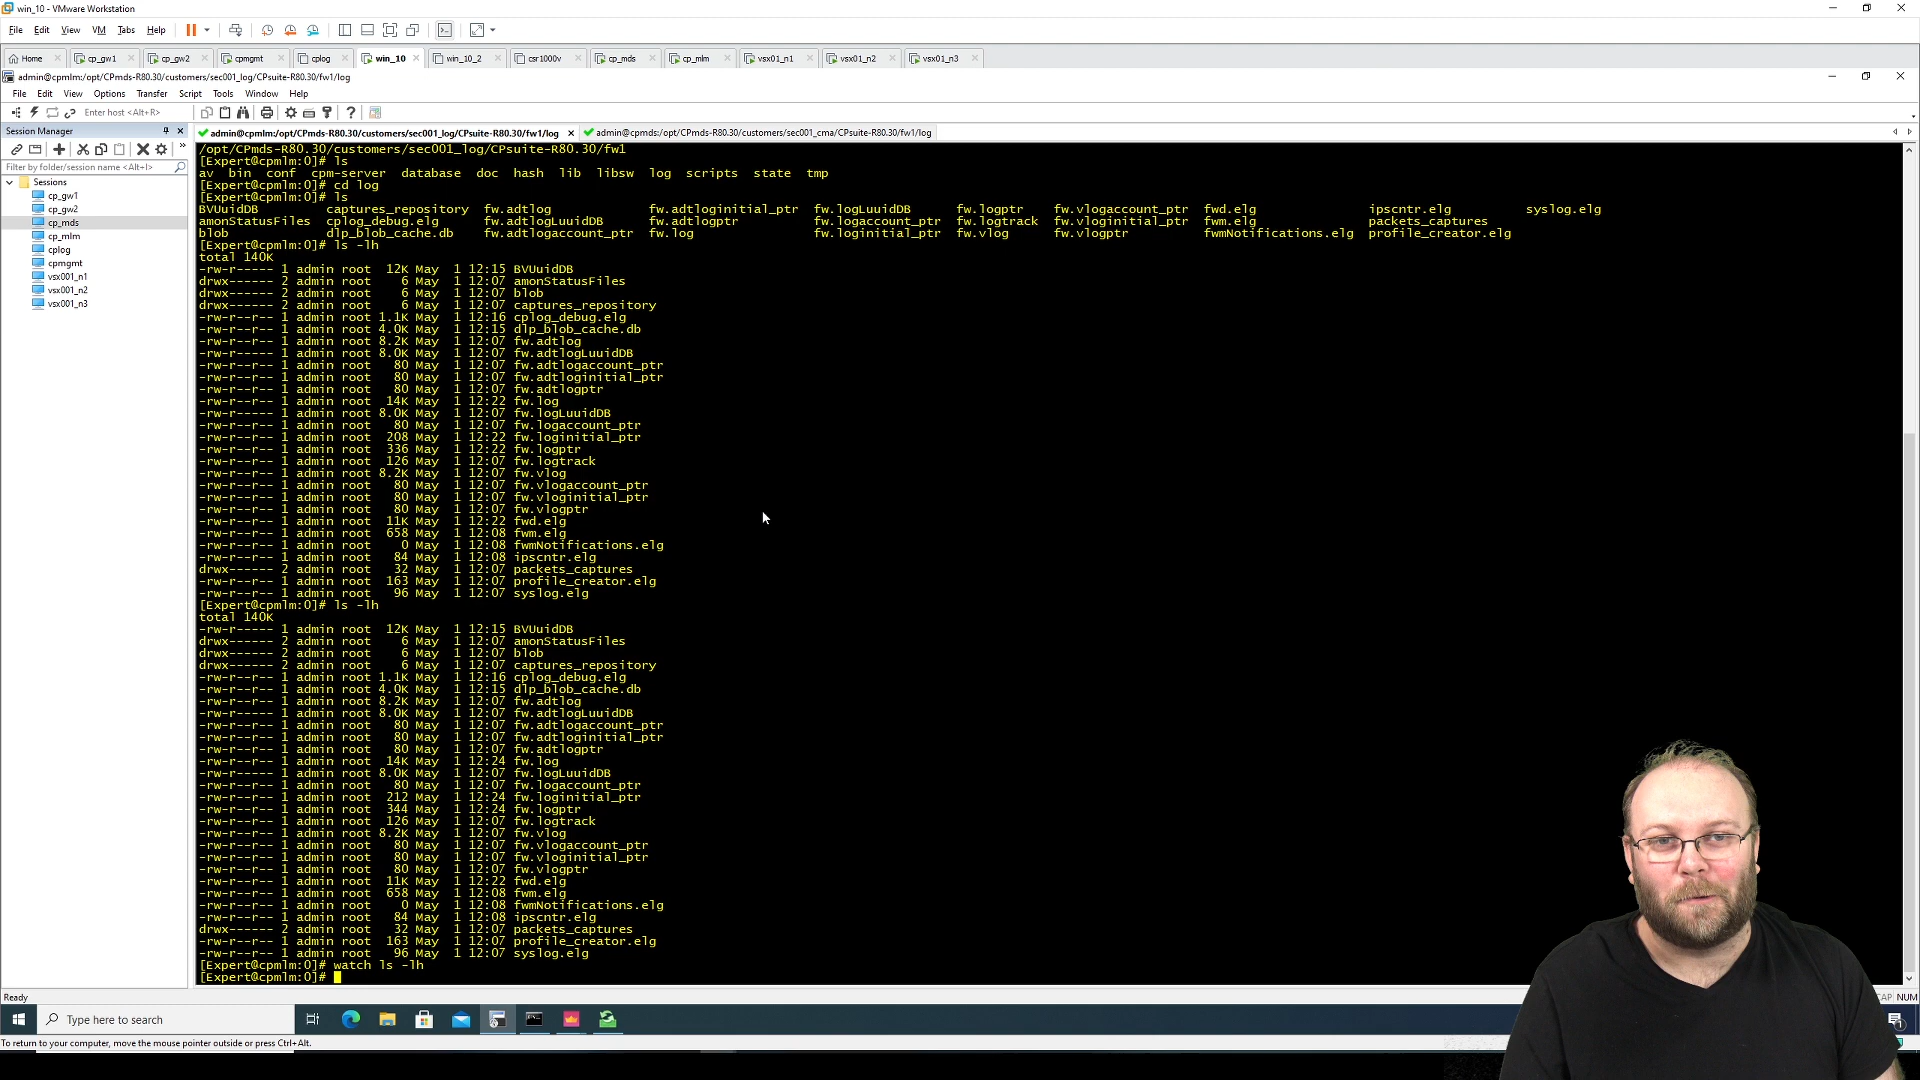 win_10 - VMware Workstation
File Edit View VM Tabs Help
Home cp_gw1 cp_gw2 cpmgmt cplog win_10 win_10_2 csr1000v cp_mds cp_mlm vsx01_n1 vsx01_n2 vsx01_n3
admin@cpmlm:/opt/CPmds-R80.30/customers/sec001_log/CPsuite-R80.30/fw1/log
File Edit View Options Transfer Script Tools Window Help
Enter host <Alt+R>
Session Manager
admin@cpmlm:/opt/CPmds-R80.30/customers/sec001_log/CPsuite-R80.30/fw1/log admin@cpmds:/opt/CPmds-R80.30/customers/sec001_cma/CPsuite-R80.30/fw1/log
Filter by folder/session name <Alt+I>
Sessions
cp_gw1
cp_gw2
cp_mds
cp_mlm
cplog
cpmgmt
vsx001_n1
vsx001_n2
vsx001_n3
/opt/CPmds-R80.30/customers/sec001_log/CPsuite-R80.30/fw1
[Expert@cpmlm:0]# ls
av bin conf cpm-server database doc hash lib libsw log scripts state tmp
[Expert@cpmlm:0]# cd log
[Expert@cpmlm:0]# ls
BVUuidDB captures_repository fw.adtlog fw.adtloginitial_ptr fw.logLuuidDB fw.logptr fw.vlogaccount_ptr fwd.elg ipscntr.elg syslog.elg
amonStatusFiles cplog_debug.elg fw.adtlogLuuidDB fw.adtlogptr fw.logaccount_ptr fw.logtrack fw.vloginitial_ptr fwm.elg packets_captures
blob dlp_blob_cache.db fw.adtlogaccount_ptr fw.log fw.loginitial_ptr fw.vlog fw.vlogptr fwmNotifications.elg profile_creator.elg
[Expert@cpmlm:0]# ls -lh
total 140K
-rw-r----- 1 admin root 12K May 1 12:15 BVUuidDB
drwx------ 2 admin root 6 May 1 12:07 amonStatusFiles
drwx------ 2 admin root 6 May 1 12:07 blob
drwx------ 2 admin root 6 May 1 12:07 captures_repository
-rw-r----- 1 admin root 1.1K May 1 12:16 cplog_debug.elg
-rw-r----- 1 admin root 4.0K May 1 12:15 dlp_blob_cache.db
-rw-r--r-- 1 admin root 8.2K May 1 12:07 fw.adtlog
-rw-r----- 1 admin root 8.0K May 1 12:07 fw.adtlogLuuidDB
-rw-r--r-- 1 admin root 80 May 1 12:07 fw.adtlogaccount_ptr
-rw-r--r-- 1 admin root 80 May 1 12:07 fw.adtloginitial_ptr
-rw-r--r-- 1 admin root 80 May 1 12:07 fw.adtlogptr
-rw-r--r-- 1 admin root 14K May 1 12:22 fw.log
-rw-r----- 1 admin root 8.0K May 1 12:07 fw.logLuuidDB
-rw-r--r-- 1 admin root 80 May 1 12:07 fw.logaccount_ptr
-rw-r--r-- 1 admin root 208 May 1 12:22 fw.loginitial_ptr
-rw-r--r-- 1 admin root 336 May 1 12:22 fw.logptr
-rw-r--r-- 1 admin root 126 May 1 12:07 fw.logtrack
-rw-r--r-- 1 admin root 8.2K May 1 12:07 fw.vlog
-rw-r--r-- 1 admin root 80 May 1 12:07 fw.vlogaccount_ptr
-rw-r--r-- 1 admin root 80 May 1 12:07 fw.vloginitial_ptr
-rw-r--r-- 1 admin root 80 May 1 12:07 fw.vlogptr
-rw-r--r-- 1 admin root 11K May 1 12:22 fwd.elg
-rw-r--r-- 1 admin root 658 May 1 12:08 fwm.elg
-rw-r--r-- 1 admin root 0 May 1 12:08 fwmNotifications.elg
-rw-r--r-- 1 admin root 84 May 1 12:08 ipscntr.elg
drwx------ 2 admin root 32 May 1 12:07 packets_captures
-rw-r--r-- 1 admin root 163 May 1 12:07 profile_creator.elg
-rw-r--r-- 1 admin root 96 May 1 12:07 syslog.elg
[Expert@cpmlm:0]# ls -lh
total 140K
-rw-r----- 1 admin root 12K May 1 12:15 BVUuidDB
drwx------ 2 admin root 6 May 1 12:07 amonStatusFiles
drwx------ 2 admin root 6 May 1 12:07 blob
drwx------ 2 admin root 6 May 1 12:07 captures_repository
-rw-r----- 1 admin root 1.1K May 1 12:16 cplog_debug.elg
-rw-r----- 1 admin root 4.0K May 1 12:15 dlp_blob_cache.db
-rw-r--r-- 1 admin root 8.2K May 1 12:07 fw.adtlog
-rw-r----- 1 admin root 8.0K May 1 12:07 fw.adtlogLuuidDB
-rw-r--r-- 1 admin root 80 May 1 12:07 fw.adtlogaccount_ptr
-rw-r--r-- 1 admin root 80 May 1 12:07 fw.adtloginitial_ptr
-rw-r--r-- 1 admin root 80 May 1 12:07 fw.adtlogptr
-rw-r--r-- 1 admin root 14K May 1 12:24 fw.log
-rw-r----- 1 admin root 8.0K May 1 12:07 fw.logLuuidDB
-rw-r--r-- 1 admin root 80 May 1 12:07 fw.logaccount_ptr
-rw-r--r-- 1 admin root 212 May 1 12:24 fw.loginitial_ptr
-rw-r--r-- 1 admin root 344 May 1 12:24 fw.logptr
-rw-r--r-- 1 admin root 126 May 1 12:07 fw.logtrack
-rw-r--r-- 1 admin root 8.2K May 1 12:07 fw.vlog
-rw-r--r-- 1 admin root 80 May 1 12:07 fw.vlogaccount_ptr
-rw-r--r-- 1 admin root 80 May 1 12:07 fw.vloginitial_ptr
-rw-r--r-- 1 admin root 80 May 1 12:07 fw.vlogptr
-rw-r--r-- 1 admin root 11K May 1 12:22 fwd.elg
-rw-r--r-- 1 admin root 658 May 1 12:08 fwm.elg
-rw-r--r-- 1 admin root 0 May 1 12:08 fwmNotifications.elg
-rw-r--r-- 1 admin root 84 May 1 12:08 ipscntr.elg
drwx------ 2 admin root 32 May 1 12:07 packets_captures
-rw-r--r-- 1 admin root 163 May 1 12:07 profile_creator.elg
-rw-r--r-- 1 admin root 96 May 1 12:07 syslog.elg
[Expert@cpmlm:0]# watch ls -lh
[Expert@cpmlm:0]#
Ready CAP NUM
Type here to search
To return to your computer, move the mouse pointer outside or press Ctrl+Alt.